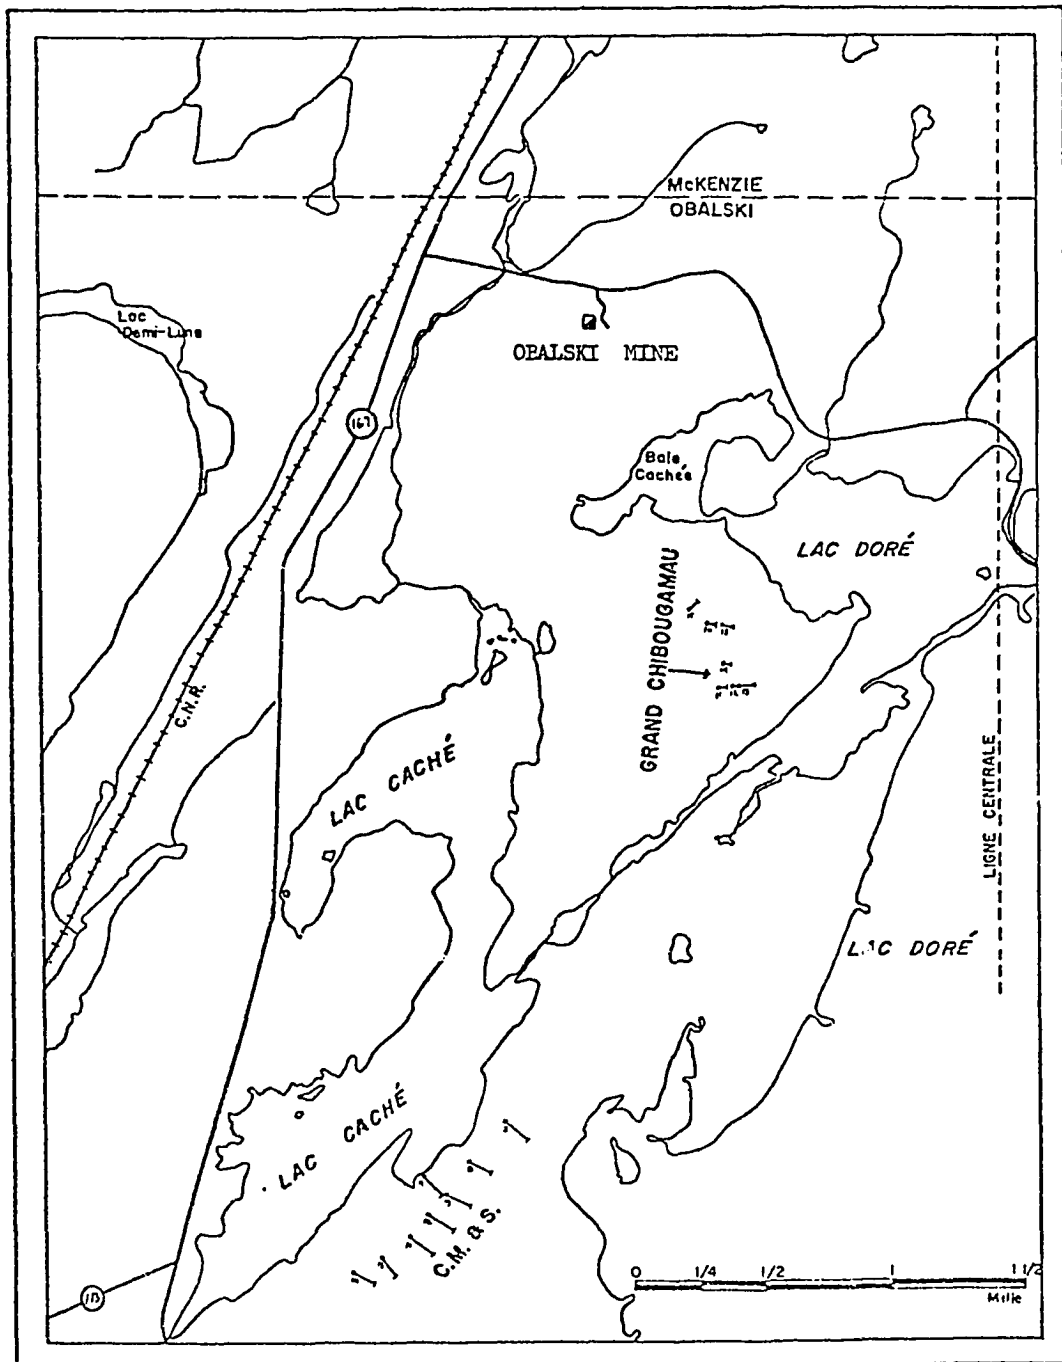 McKENZIE
OBALSKI
Lac
Demi-Lune
OBALSKI MINE
167
Baie
Cachée
LAC DORÉ
GRAND CHIBOUGAMAU
C.N.R.
LAC CACHÉ
LIGNE CENTRALE
LAC DORÉ
LAC CACHÉ
C.M. & S.
113
0 1/4 1/2 1 1 1/2
Mille